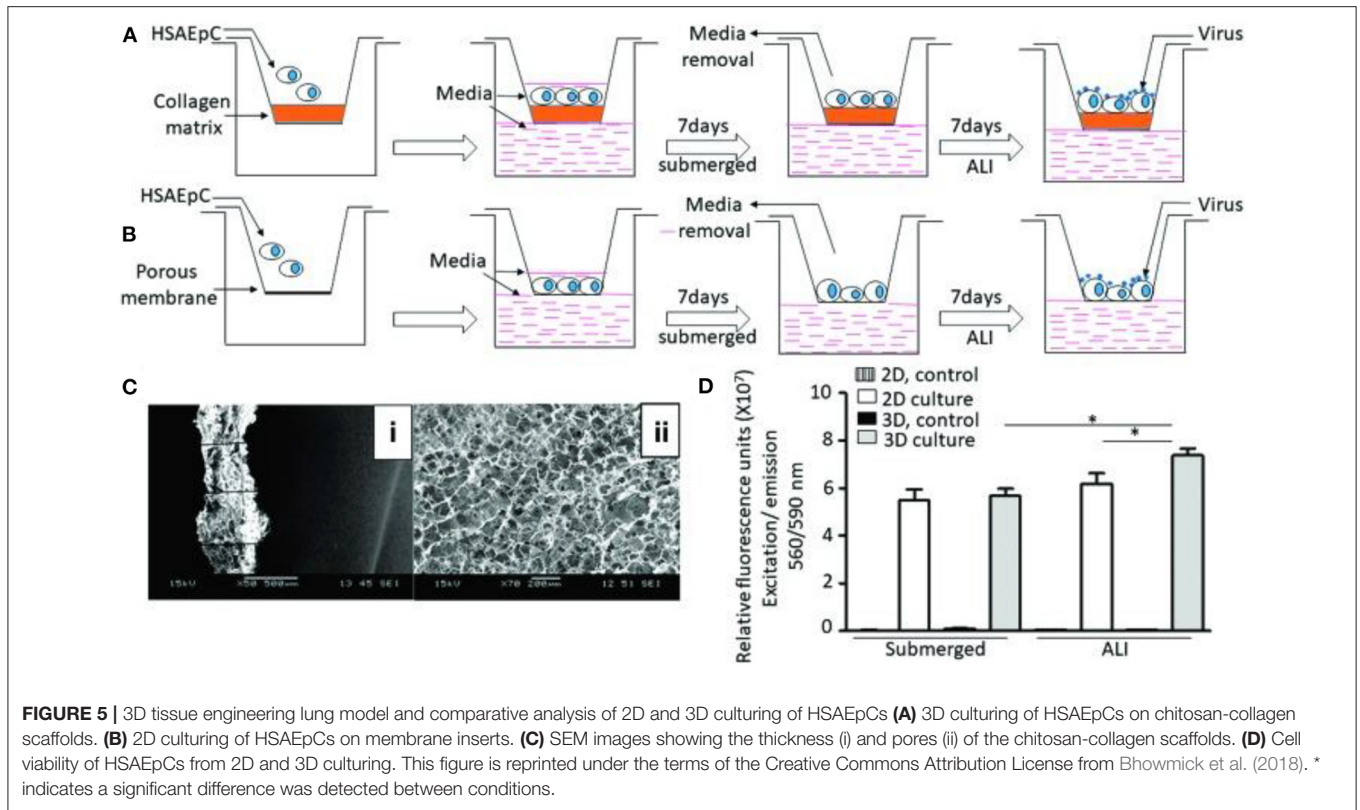 A
HSAEpC
Collagen
matrix
Media
Media
removal
Virus
7days
submerged
7days
ALI
B
HSAEpC
Porous
membrane
Media
Media
removal
Virus
7days
submerged
7days
ALI
C
i
15kV X50 500µm 13 45 SEI
ii
15kV X70 200µm 12 51 SEI
D
Relative fluorescence units (X10⁷)
Excitation/ emission
560/590 nm
2D, control
2D culture
3D, control
3D culture
*
*
10
8
6
4
2
0
Submerged
ALI
FIGURE 5 | 3D tissue engineering lung model and comparative analysis of 2D and 3D culturing of HSAEpCs (A) 3D culturing of HSAEpCs on chitosan-collagen
scaffolds. (B) 2D culturing of HSAEpCs on membrane inserts. (C) SEM images showing the thickness (i) and pores (ii) of the chitosan-collagen scaffolds. (D) Cell
viability of HSAEpCs from 2D and 3D culturing. This figure is reprinted under the terms of the Creative Commons Attribution License from Bhowmick et al. (2018). *
indicates a significant difference was detected between conditions.